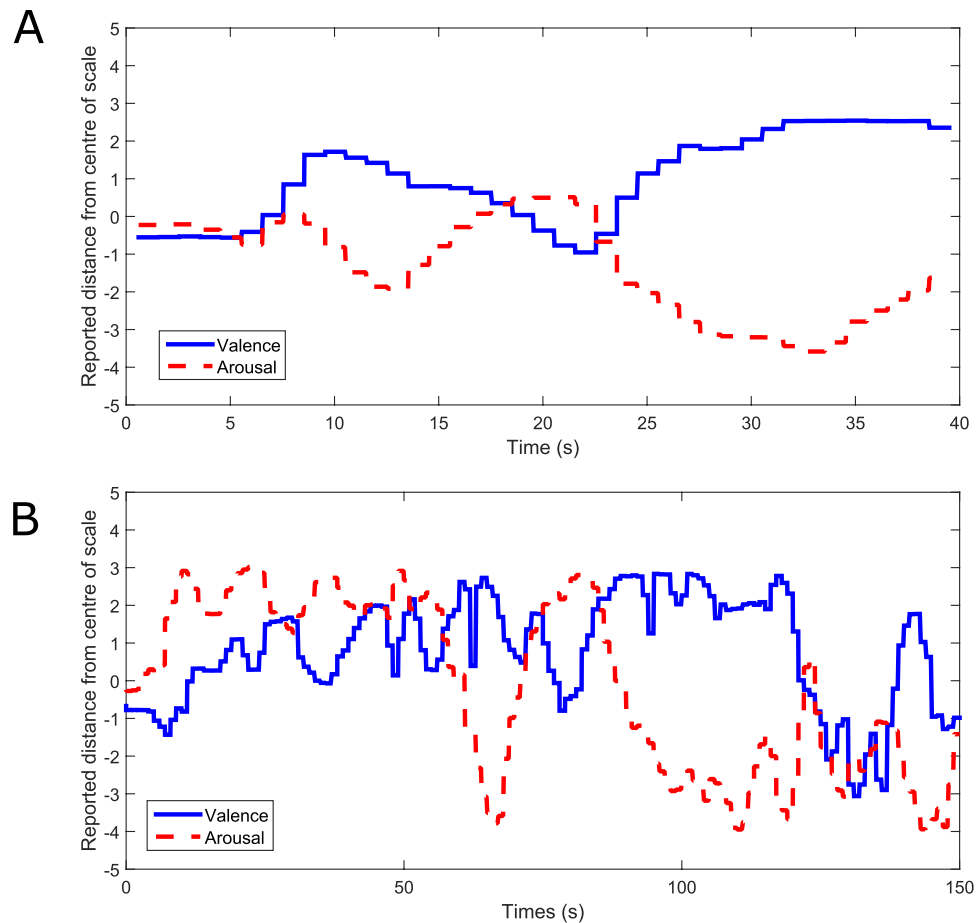 A
Reported distance from centre of scale
5
4
3
2
1
0
-1
-2
-3
-4
-5
Valence
Arousal
0 5 10 15 20 25 30 35 40
Time (s)
B
Reported distance from centre of scale
5
4
3
2
1
0
-1
-2
-3
-4
-5
Valence
Arousal
0 50 100 150
Times (s)